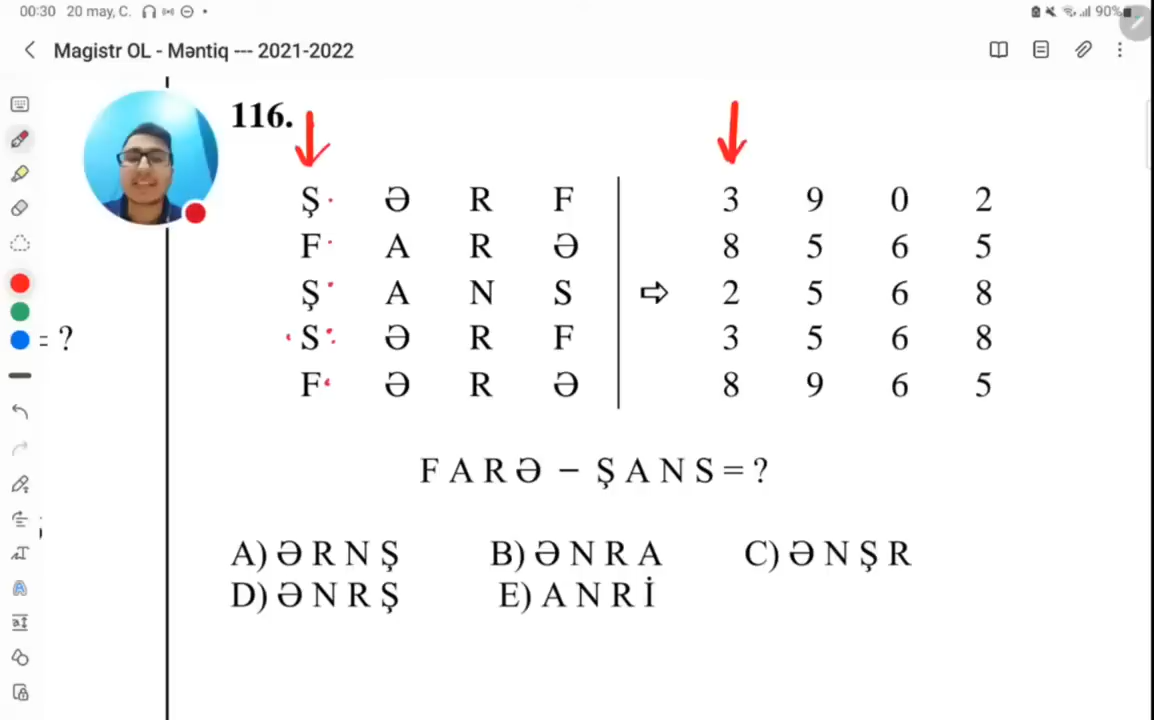 00:30 20 may, C. 90%
Magistr OL - Məntiq --- 2021-2022
116.
Ş Ə R F 3 9 0 2
F A R Ə 8 5 6 5
Ş A N S ⇨ 2 5 6 8
S Ə R F 3 5 6 8
= ?
F Ə R Ə 8 9 6 5
F A R Ə – Ş A N S = ?
A) Ə R N Ş B) Ə N R A C) Ə N Ş R
D) Ə N R Ş E) A N R İ